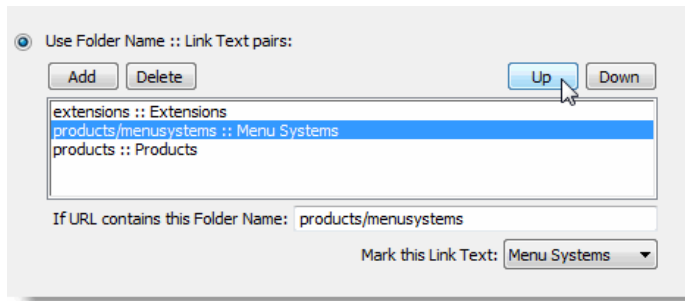 Use Folder Name :: Link Text pairs:
Add Delete Up Down
extensions :: Extensions
products/menusystems :: Menu Systems
products :: Products
If URL contains this Folder Name: products/menusystems
Mark this Link Text: Menu Systems